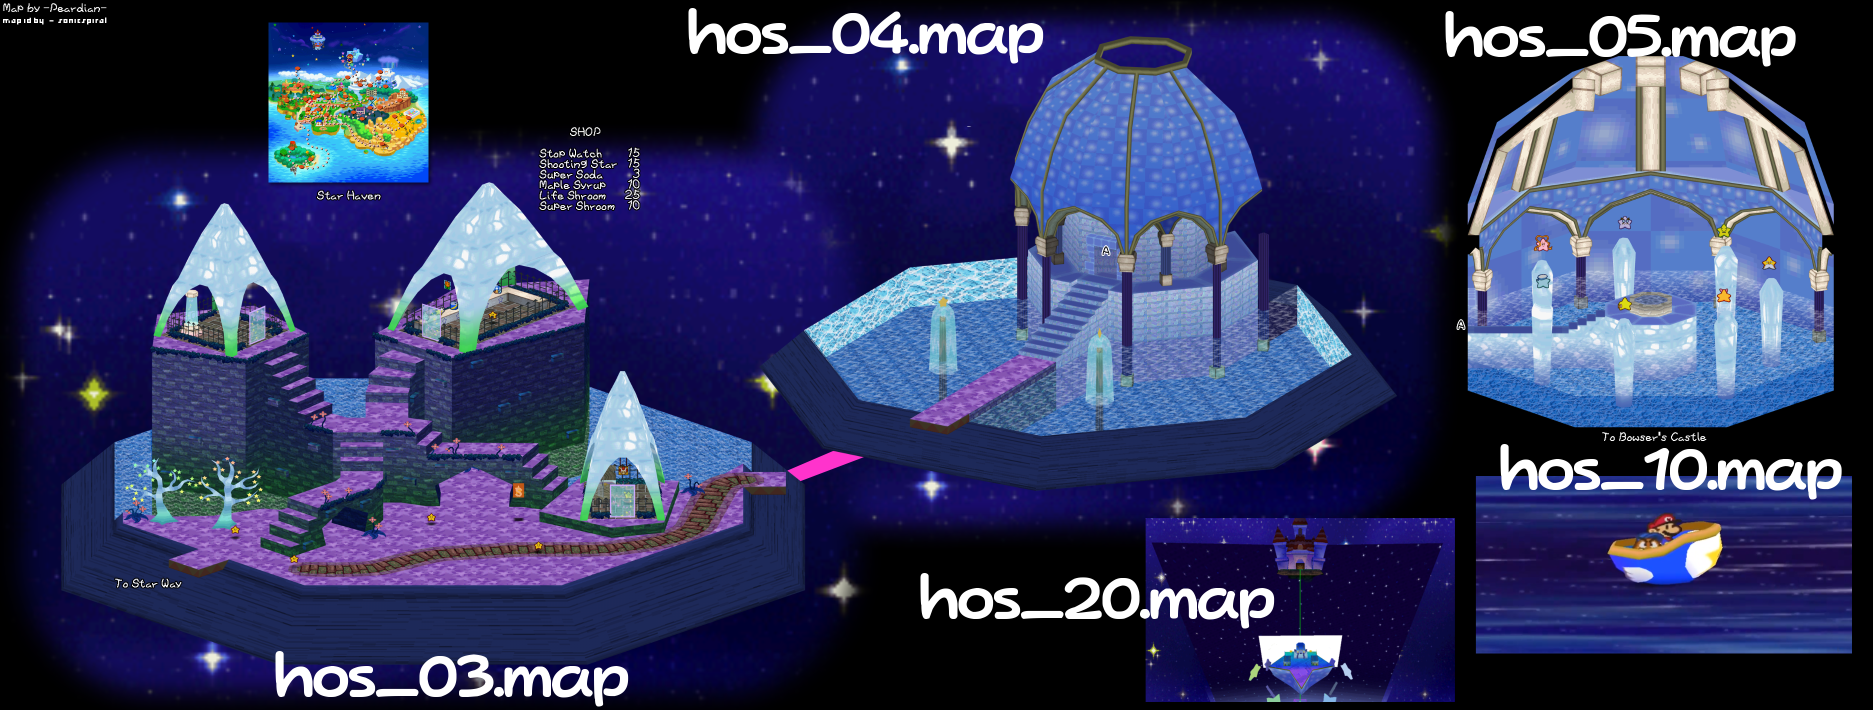 Map by -Peardian-
map id by - sonicspiral
hos_04.map
hos_05.map
SHOP
Stop Watch 15
Shooting Star 15
Super Soda 3
Maple Syrup 10
Life Shroom 25
Super Shroom 10
Star Haven
A
A
To Bowser's Castle
hos_10.map
To Star Way
hos_20.map
hos_03.map